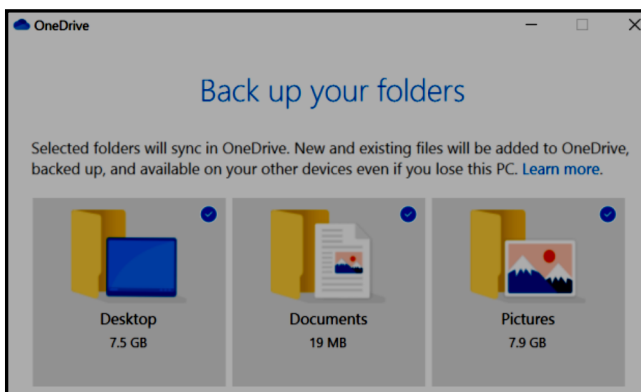 OneDrive
Back up your folders
Selected folders will sync in OneDrive. New and existing files will be added to OneDrive,
backed up, and available on your other devices even if you lose this PC. Learn more.
Desktop
7.5 GB
Documents
19 MB
Pictures
7.9 GB